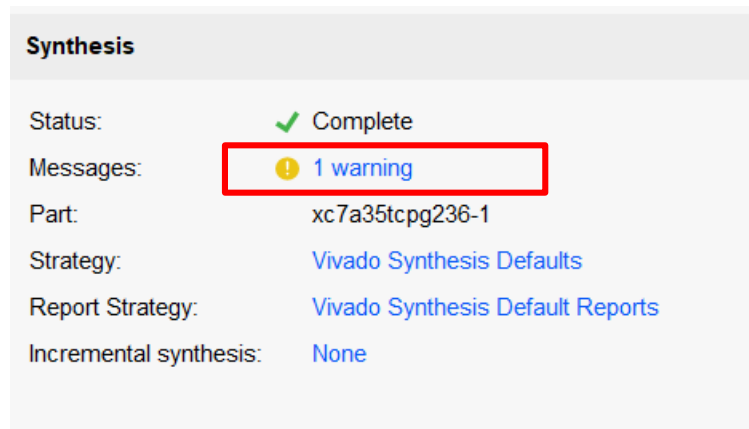 Synthesis
Status: Complete
Messages: 1 warning
Part: xc7a35tcpg236-1
Strategy: Vivado Synthesis Defaults
Report Strategy: Vivado Synthesis Default Reports
Incremental synthesis: None